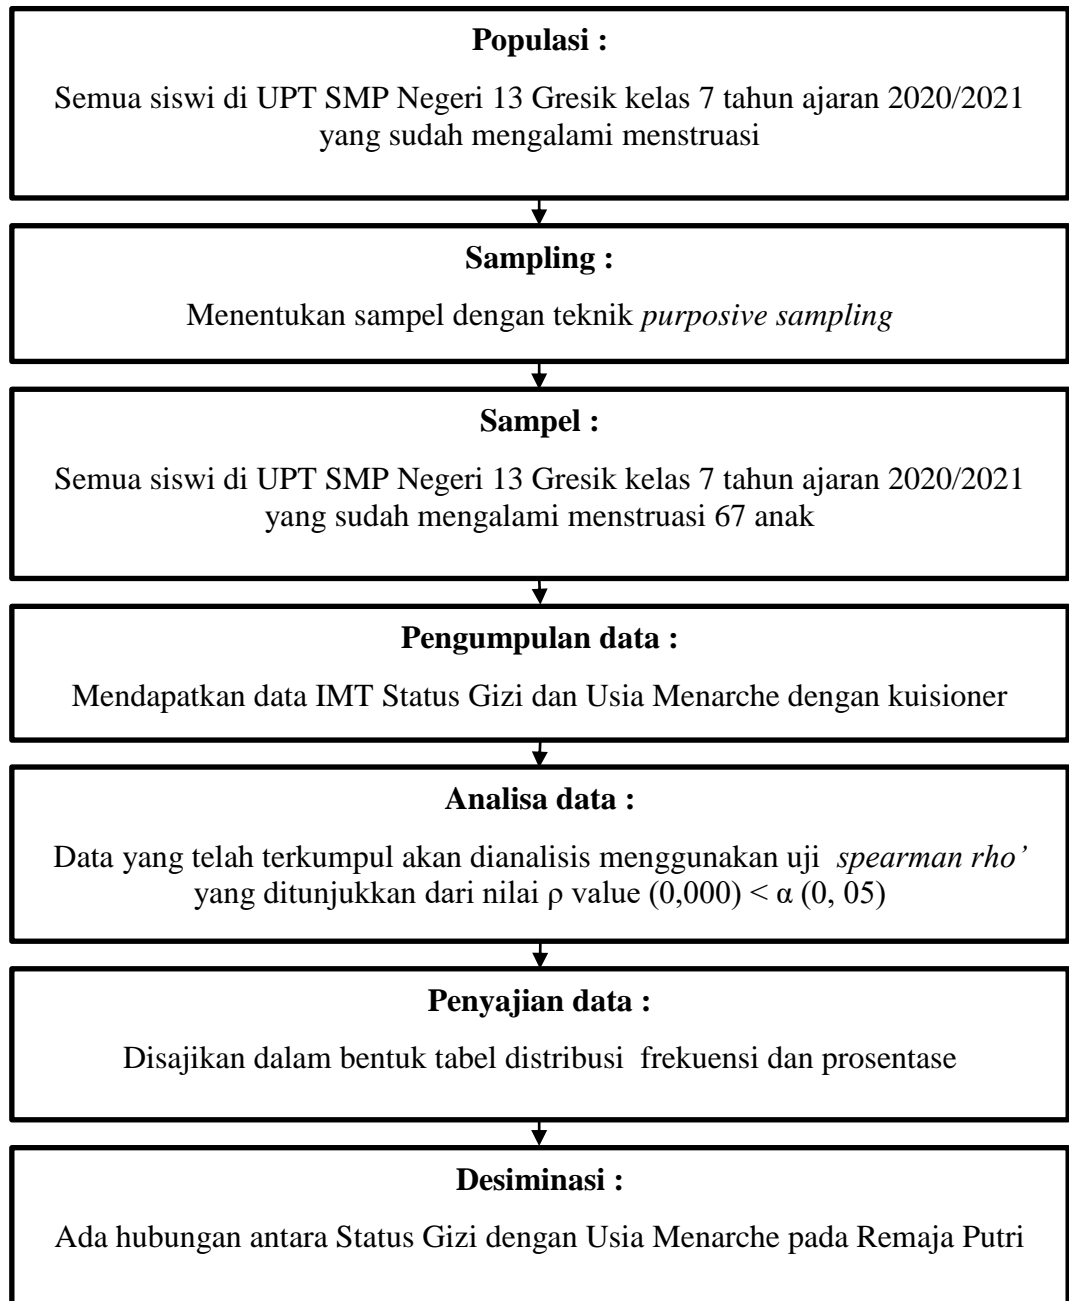 Populasi :
Semua siswi di UPT SMP Negeri 13 Gresik kelas 7 tahun ajaran 2020/2021
yang sudah mengalami menstruasi
Sampling :
Menentukan sampel dengan teknik purposive sampling
Sampel :
Semua siswi di UPT SMP Negeri 13 Gresik kelas 7 tahun ajaran 2020/2021
yang sudah mengalami menstruasi 67 anak
Pengumpulan data :
Mendapatkan data IMT Status Gizi dan Usia Menarche dengan kuisioner
Analisa data :
Data yang telah terkumpul akan dianalisis menggunakan uji spearman rho’
yang ditunjukkan dari nilai ρ value (0,000) < α (0, 05)
Penyajian data :
Disajikan dalam bentuk tabel distribusi frekuensi dan prosentase
Desiminasi :
Ada hubungan antara Status Gizi dengan Usia Menarche pada Remaja Putri